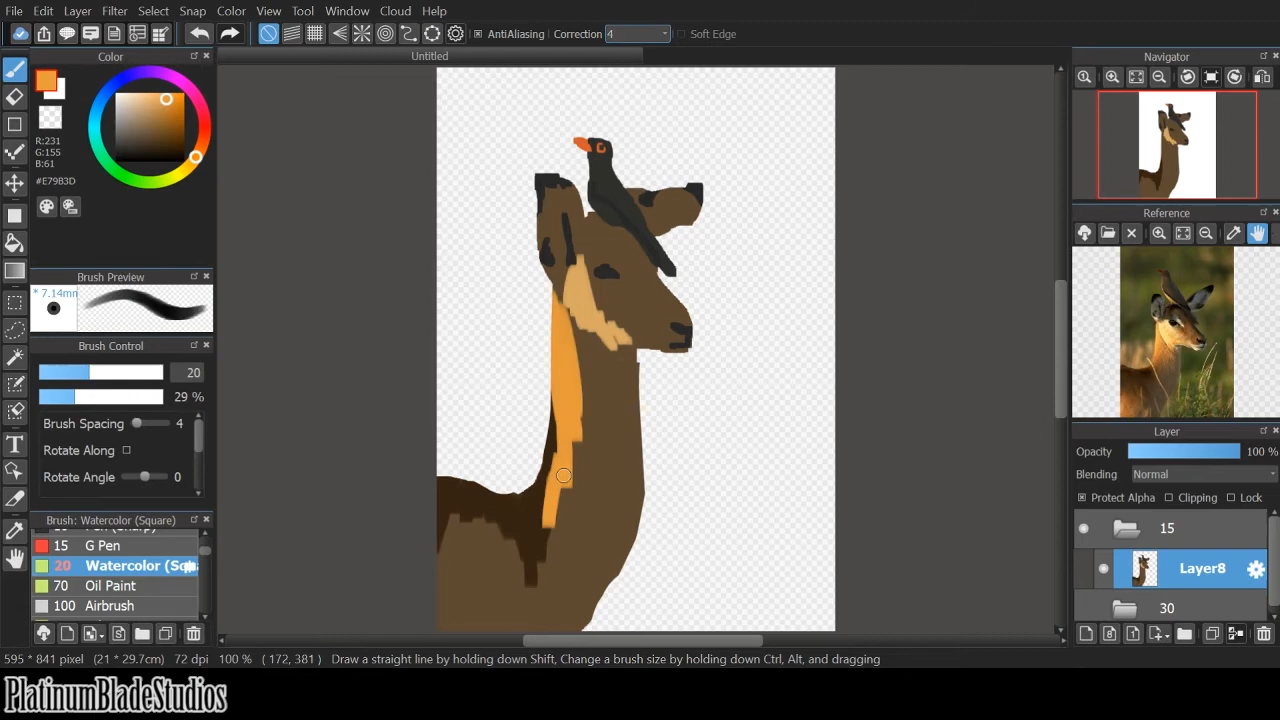 File Edit Layer Filter Select Snap Color View Tool Window Cloud Help
AntiAliasing Correction 4 Soft Edge
Color
Untitled
Navigator
R:231
G:155
B:61
#E79B3D
Reference
Brush Preview
* 7.14mm
Brush Control
20
29 %
Brush Spacing 4
Rotate Along
Rotate Angle 0
Layer
Opacity 100 %
Blending Normal
Protect Alpha Clipping Lock
Brush: Watercolor (Square)
15 G Pen
20 Watercolor (Squa
70 Oil Paint
100 Airbrush
15
Layer8
30
595 * 841 pixel (21 * 29.7cm) 72 dpi 100 % ( 172, 381 ) Draw a straight line by holding down Shift, Change a brush size by holding down Ctrl, Alt, and dragging
PlatinumBladeStudios